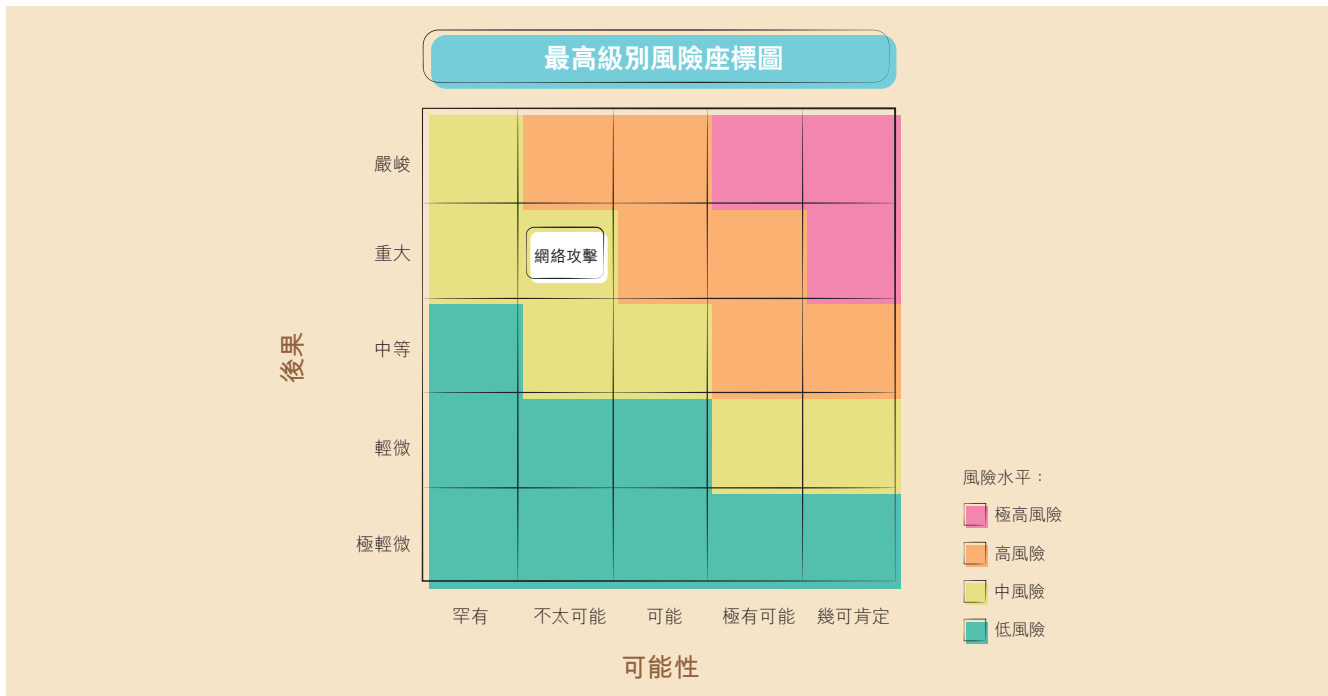 最高級別風險座標圖
嚴峻
重大
網絡攻擊
中等
後果
輕微
極輕微
罕有
不太可能
可能
極有可能
幾可肯定
可能性
風險水平：
極高風險
高風險
中風險
低風險